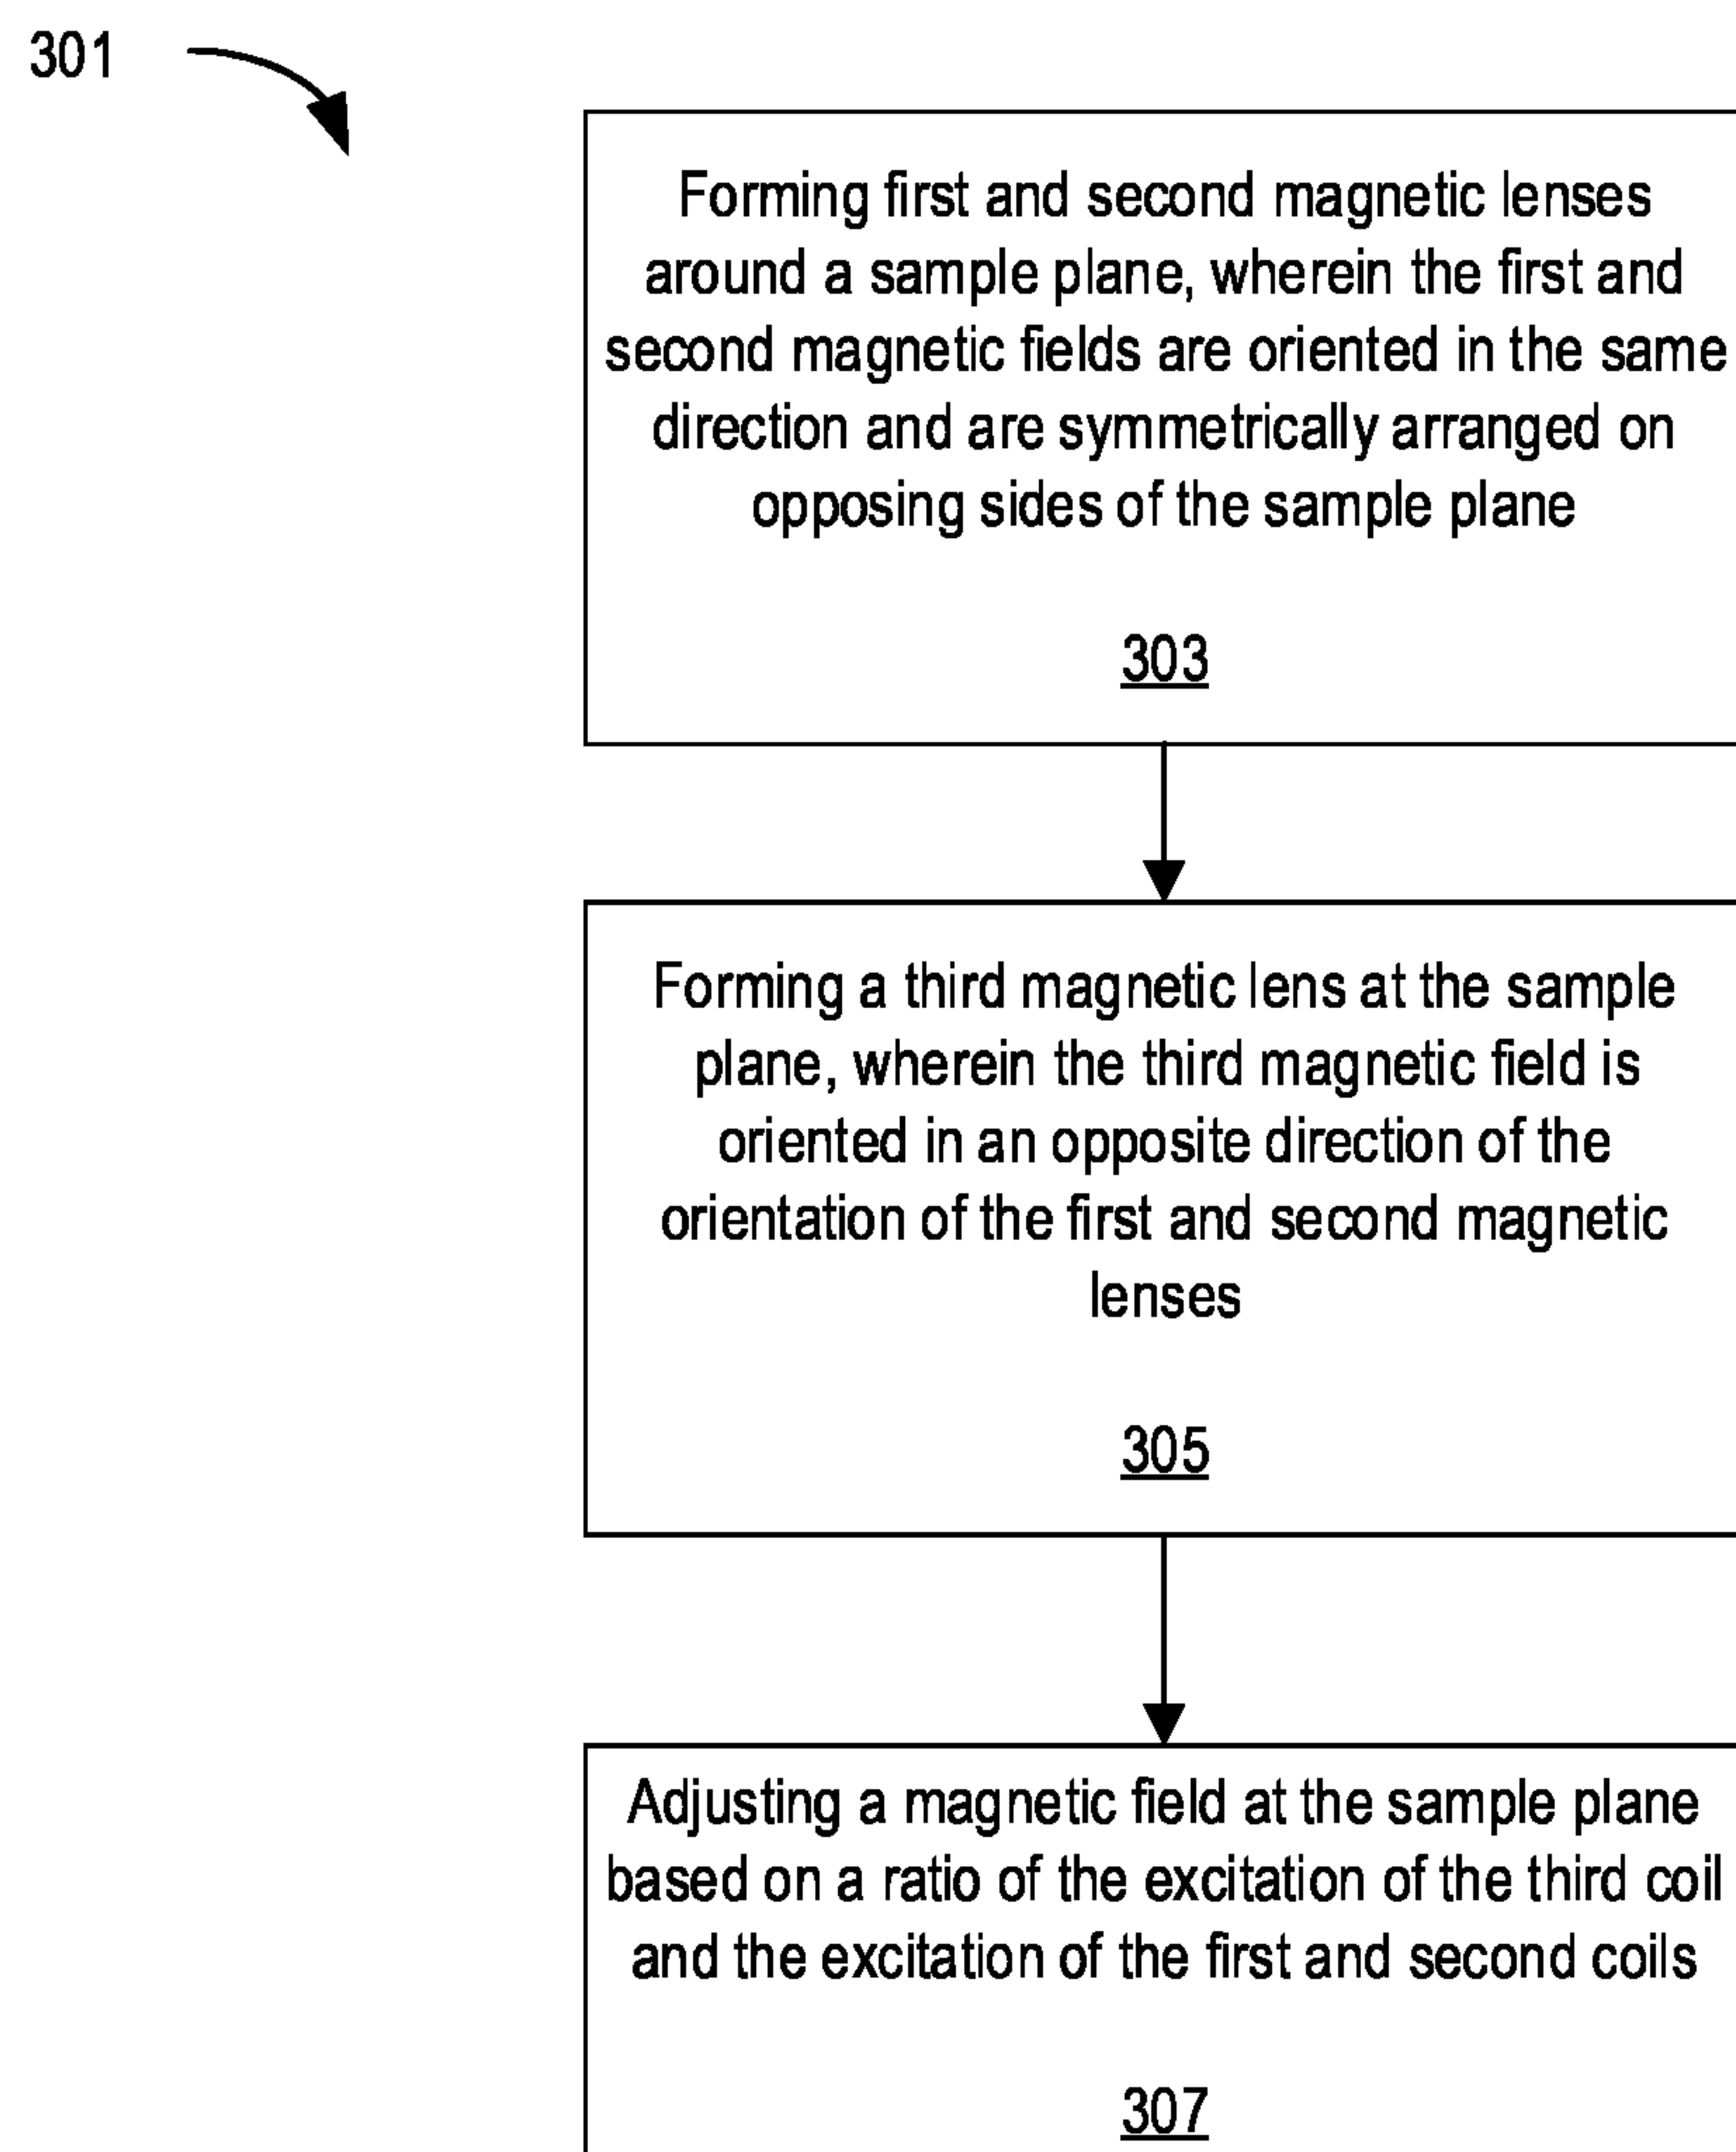 301
Forming first and second magnetic lenses
around a sample plane, wherein the first and
second magnetic fields are oriented in the same
direction and are symmetrically arranged on
opposing sides of the sample plane
303
Forming a third magnetic lens at the sample
plane, wherein the third magnetic field is
oriented in an opposite direction of the
orientation of the first and second magnetic
lenses
305
Adjusting a magnetic field at the sample plane
based on a ratio of the excitation of the third coil
and the excitation of the first and second coils
307